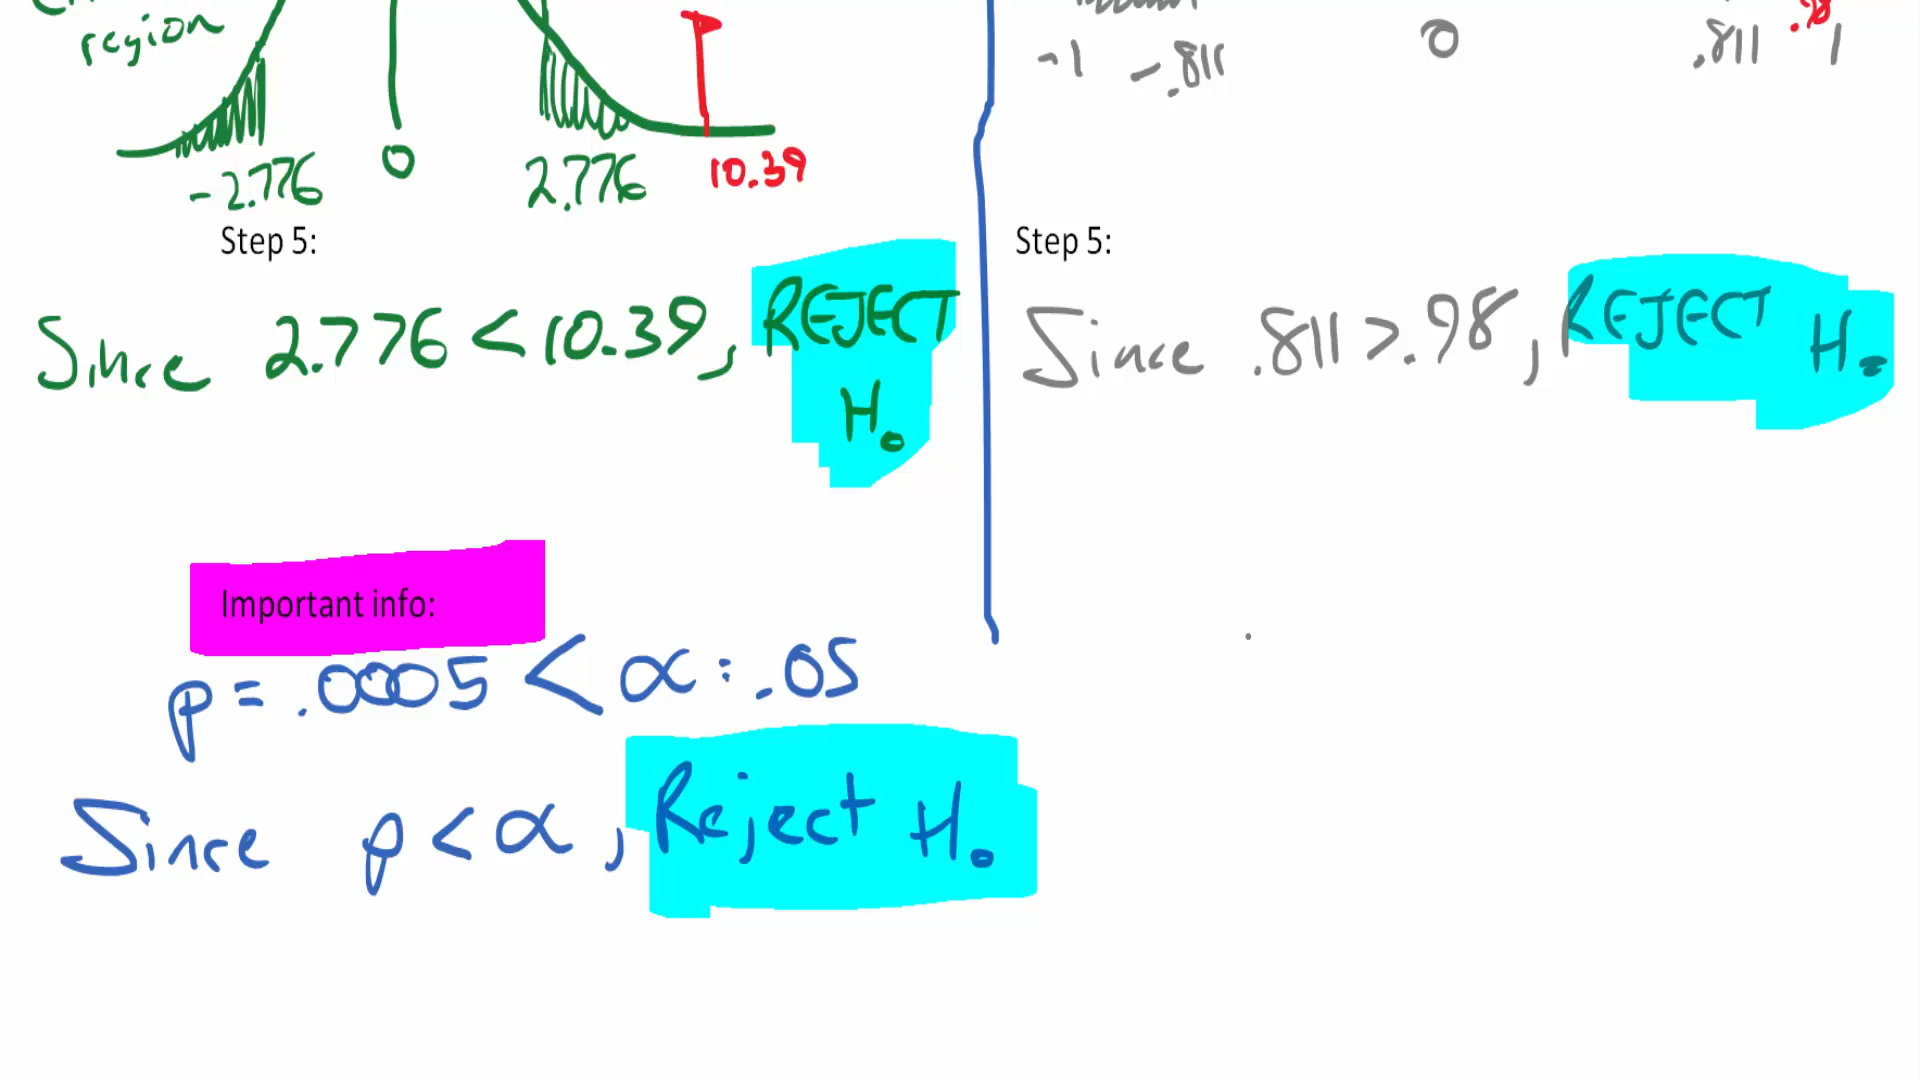 region
-2.776 0 2.776 10.39
Step 5:
Since 2.776 < 10.39, REJECT
H₀
-1 -.811 0 .811 .98 1
Step 5:
Since .811 > .98, REJECT H₀
Important info:
p = .0005 < α = .05
Since p < α, Reject H₀